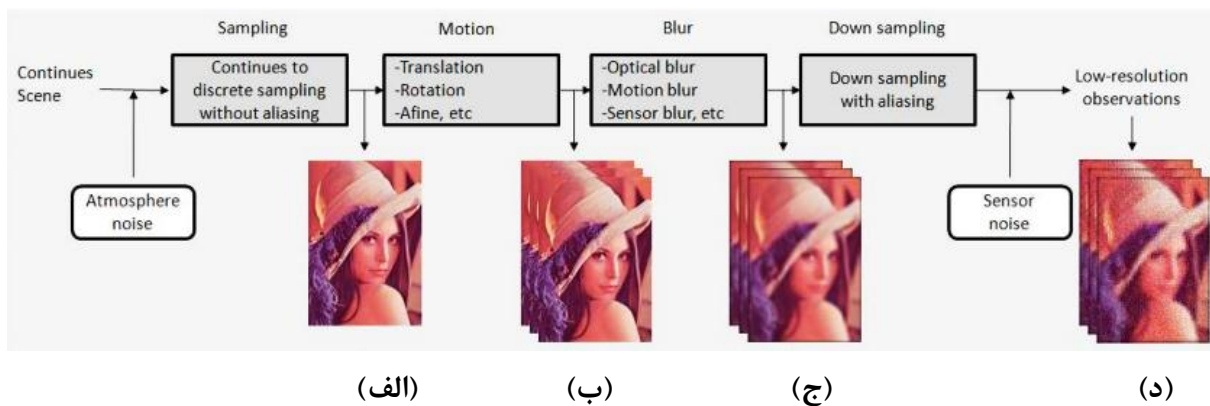 Sampling
Motion
Blur
Down sampling
Continues
Scene
Continues to
discrete sampling
without aliasing
-Translation
-Rotation
-Afine, etc
-Optical blur
-Motion blur
-Sensor blur, etc
Down sampling
with aliasing
Low-resolution
observations
Atmosphere
noise
Sensor
noise
(الف)
(ب)
(ج)
(د)